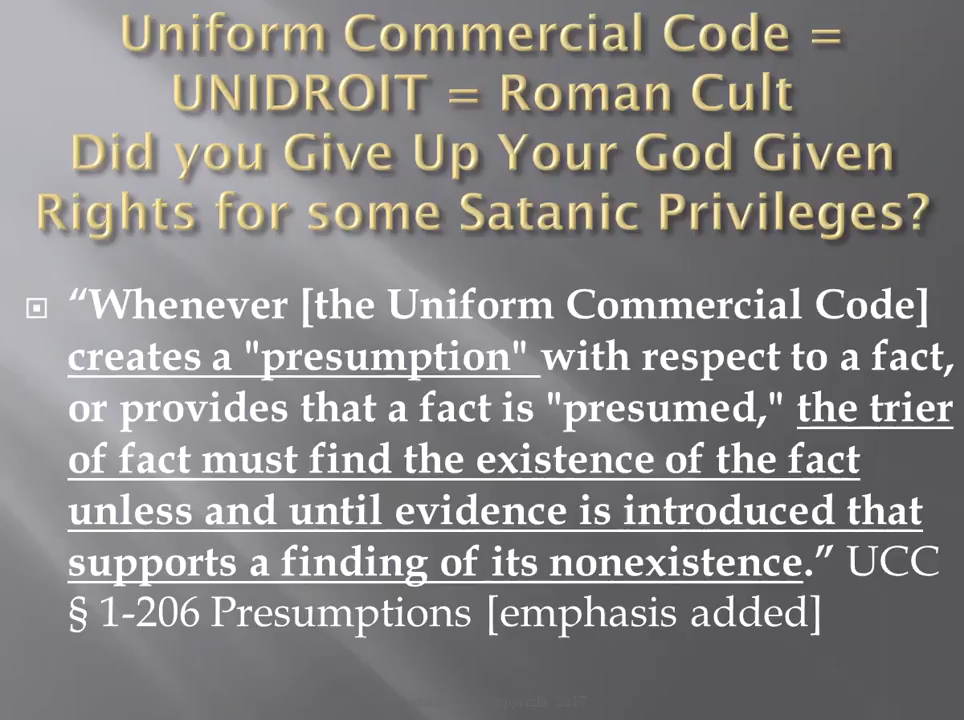 Uniform Commercial Code =
UNIDROIT = Roman Cult
Did you Give Up Your God Given
Rights for some Satanic Privileges?
“Whenever [the Uniform Commercial Code]
creates a "presumption" with respect to a fact,
or provides that a fact is "presumed," the trier
of fact must find the existence of the fact
unless and until evidence is introduced that
supports a finding of its nonexistence.” UCC
§ 1-206 Presumptions [emphasis added]
2017